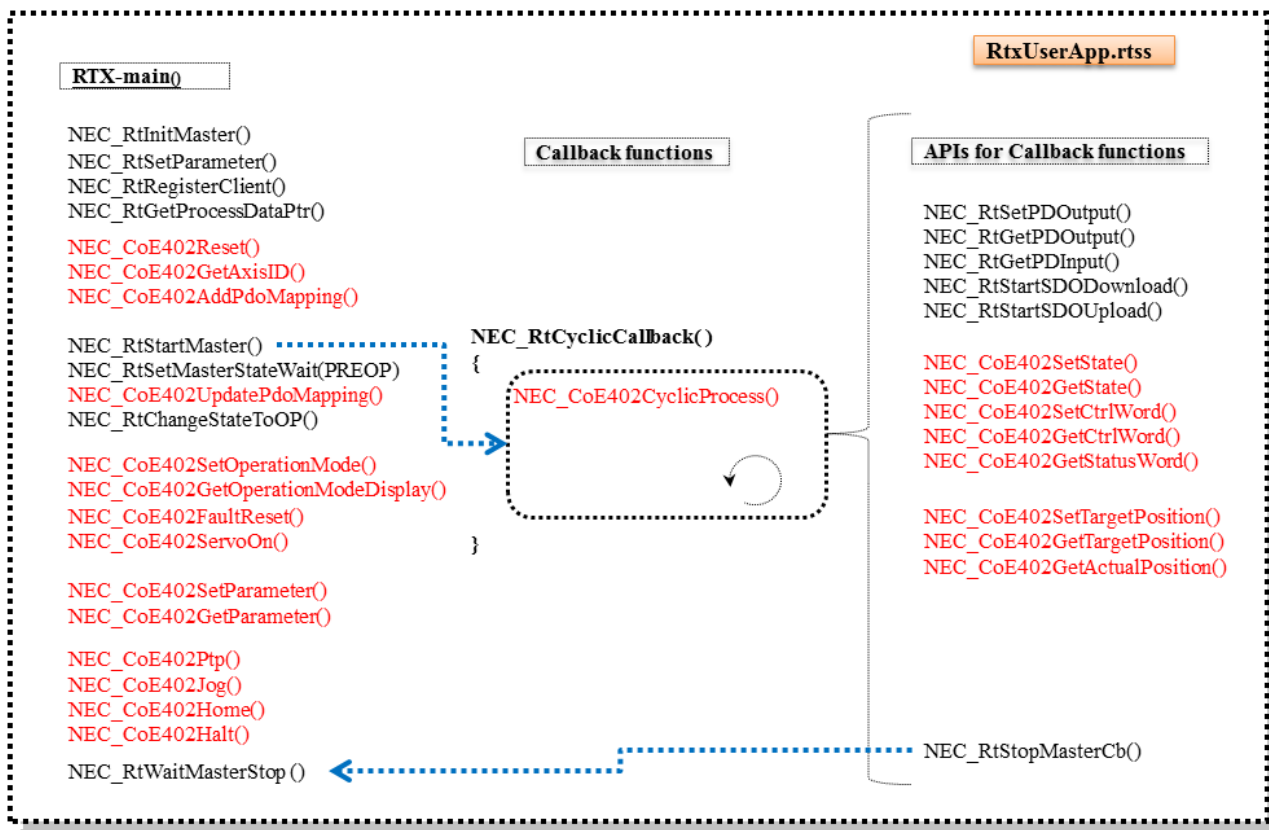 RtxUserApp.rtss
RTX-main()
NEC_RtInitMaster()
NEC_RtSetParameter()
NEC_RtRegisterClient()
NEC_RtGetProcessDataPtr()
NEC_CoE402Reset()
NEC_CoE402GetAxisID()
NEC_CoE402AddPdoMapping()
NEC_RtStartMaster()
NEC_RtSetMasterStateWait(PREOP)
NEC_CoE402UpdatePdoMapping()
NEC_RtChangeStateToOP()
NEC_CoE402SetOperationMode()
NEC_CoE402GetOperationModeDisplay()
NEC_CoE402FaultReset()
NEC_CoE402ServoOn()
NEC_CoE402SetParameter()
NEC_CoE402GetParameter()
NEC_CoE402Ptp()
NEC_CoE402Jog()
NEC_CoE402Home()
NEC_CoE402Halt()
NEC_RtWaitMasterStop ()
Callback functions
NEC_RtCyclicCallback()
{
NEC_CoE402CyclicProcess()
}
APIs for Callback functions
NEC_RtSetPDOutput()
NEC_RtGetPDOutput()
NEC_RtGetPDInput()
NEC_RtStartSDODownload()
NEC_RtStartSDOUpload()
NEC_CoE402SetState()
NEC_CoE402GetState()
NEC_CoE402SetCtrlWord()
NEC_CoE402GetCtrlWord()
NEC_CoE402GetStatusWord()
NEC_CoE402SetTargetPosition()
NEC_CoE402GetTargetPosition()
NEC_CoE402GetActualPosition()
NEC_RtStopMasterCb()